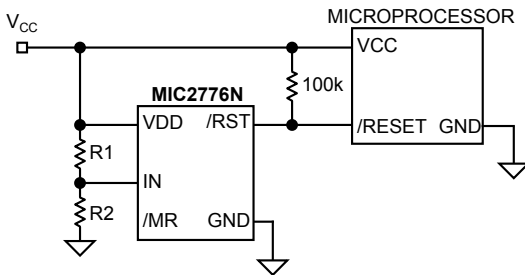 MICROPROCESSOR
VCC
VCC
MIC2776N
100k
VDD
/RST
/RESET
GND
R1
IN
R2
/MR
GND